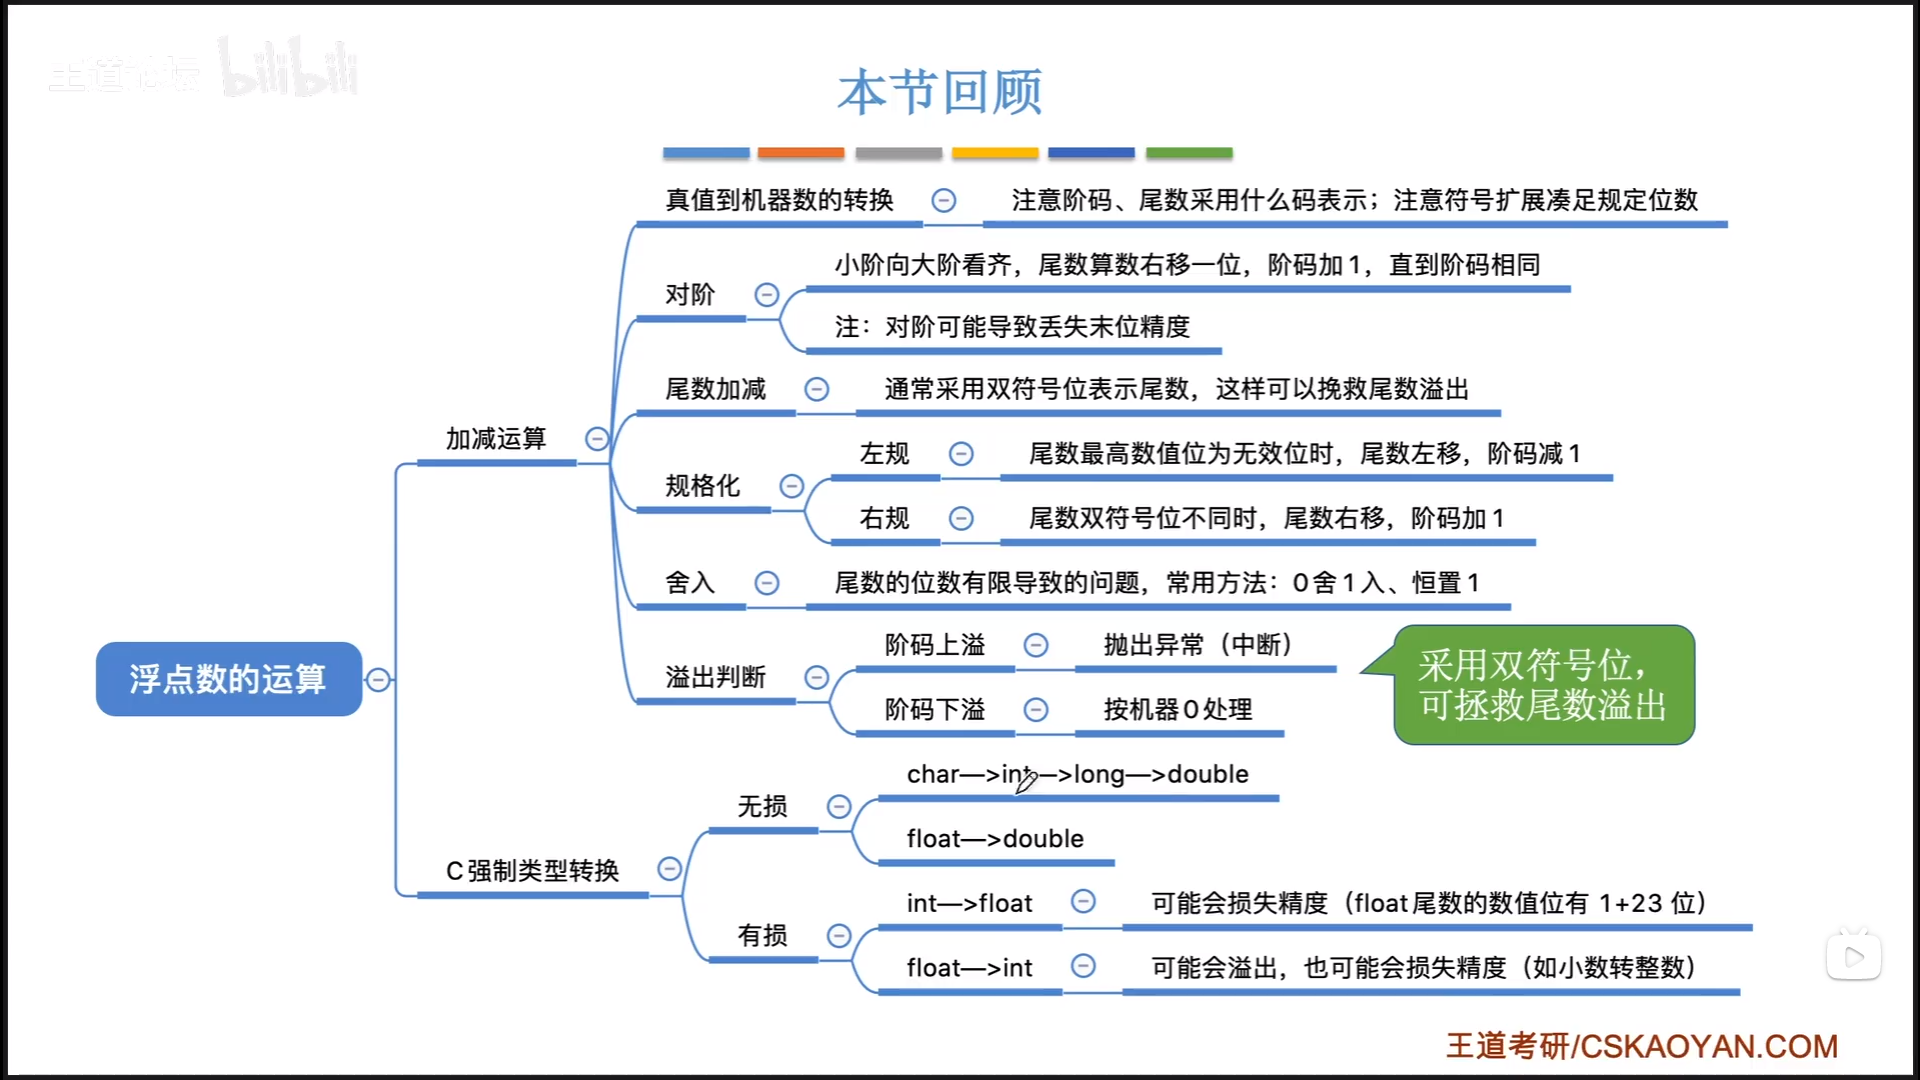 王道论坛 bilibili
本节回顾
真值到机器数的转换
注意阶码、尾数采用什么码表示；注意符号扩展凑足规定位数
对阶
小阶向大阶看齐，尾数算数右移一位，阶码加1，直到阶码相同
注：对阶可能导致丢失末位精度
尾数加减
通常采用双符号位表示尾数，这样可以挽救尾数溢出
加减运算
规格化
左规
尾数最高数值位为无效位时，尾数左移，阶码减1
右规
尾数双符号位不同时，尾数右移，阶码加1
舍入
尾数的位数有限导致的问题，常用方法：0舍1入、恒置1
溢出判断
阶码上溢
抛出异常（中断）
阶码下溢
按机器0处理
采用双符号位，
可拯救尾数溢出
浮点数的运算
C强制类型转换
无损
char—>int—>long—>double
float—>double
有损
int—>float
可能会损失精度（float尾数的数值位有 1+23 位）
float—>int
可能会溢出，也可能会损失精度（如小数转整数）
王道考研/CSKAOYAN.COM